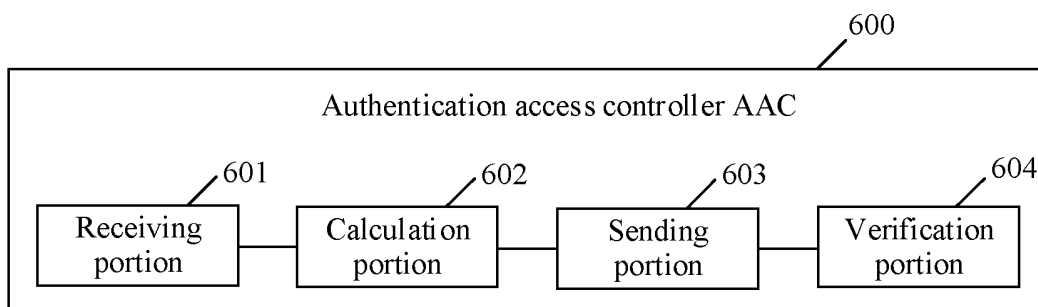 600
Authentication access controller AAC
601
602
603
604
Receiving
portion
Calculation
portion
Sending
portion
Verification
portion